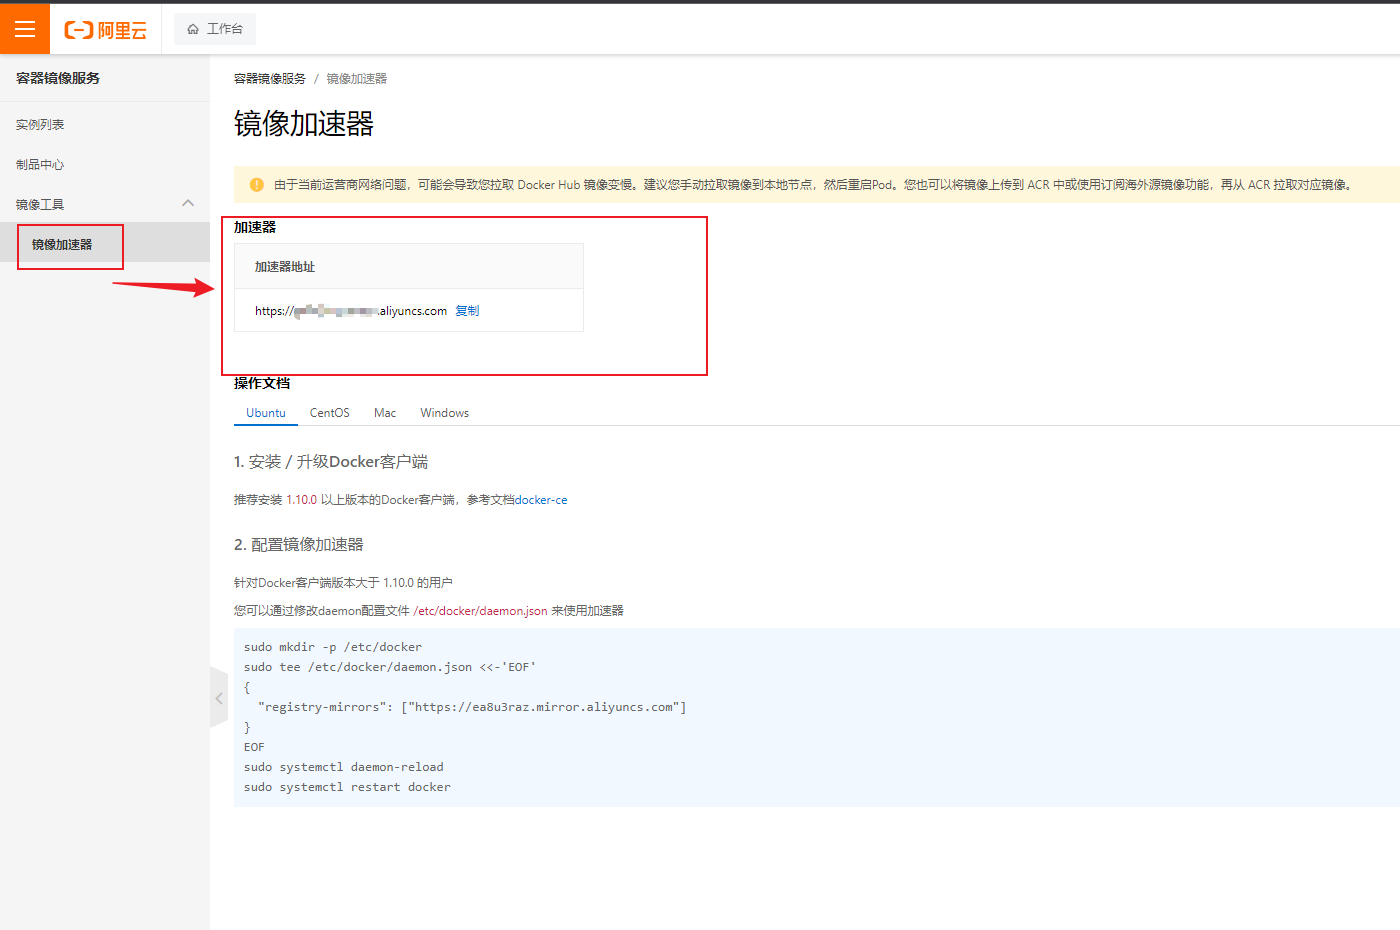 阿里云
工作台
容器镜像服务
实例列表
制品中心
镜像工具
镜像加速器
容器镜像服务 / 镜像加速器
镜像加速器
由于当前运营商网络问题，可能会导致您拉取 Docker Hub 镜像变慢。建议您手动拉取镜像到本地节点，然后重启Pod。您也可以将镜像上传到 ACR 中或使用订阅海外源镜像功能，再从 ACR 拉取对应镜像。
加速器
加速器地址
https:// .aliyuncs.com 复制
操作文档
Ubuntu CentOS Mac Windows
1. 安装 / 升级Docker客户端
推荐安装 1.10.0 以上版本的Docker客户端，参考文档docker-ce
2. 配置镜像加速器
针对Docker客户端版本大于 1.10.0 的用户
您可以通过修改daemon配置文件 /etc/docker/daemon.json 来使用加速器
sudo mkdir -p /etc/docker
sudo tee /etc/docker/daemon.json <<-'EOF'
{
"registry-mirrors": ["https://ea8u3raz.mirror.aliyuncs.com"]
}
EOF
sudo systemctl daemon-reload
sudo systemctl restart docker